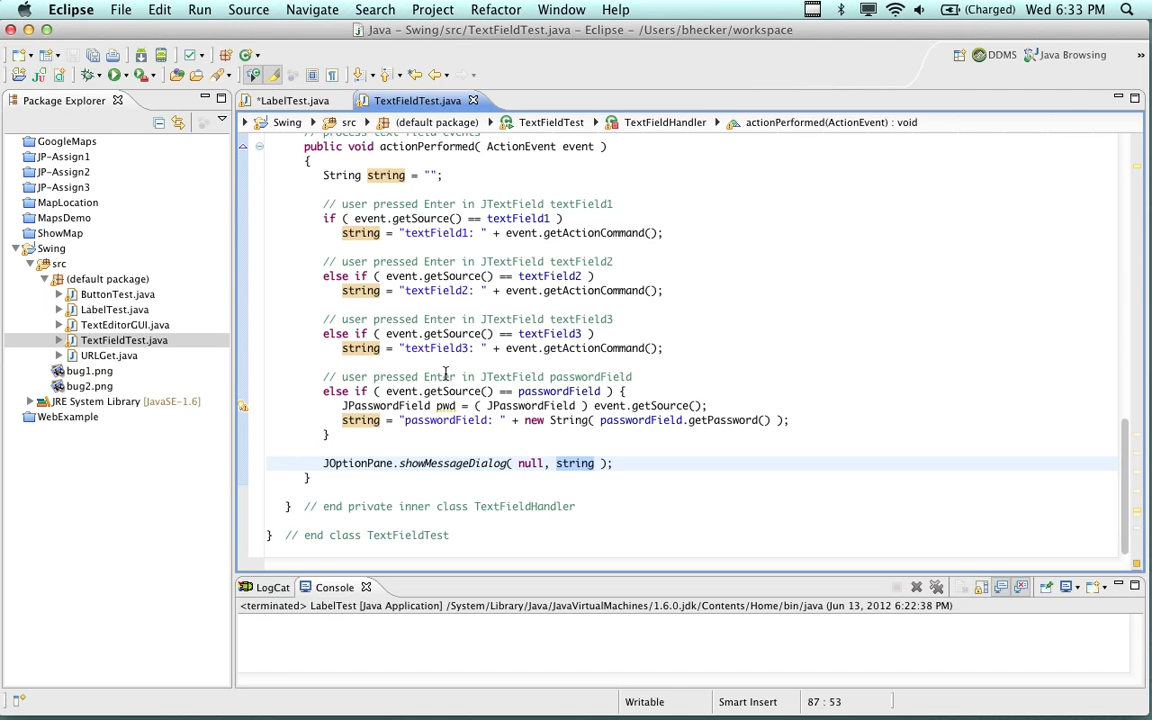 Eclipse File Edit Run Source Navigate Search Project Refactor Window Help (Charged) Wed 6:33 PM
Java – Swing/src/TextFieldTest.java – Eclipse – /Users/bhecker/workspace
DDMS Java Browsing »
Package Explorer
GoogleMaps
JP-Assign1
JP-Assign2
JP-Assign3
MapLocation
MapsDemo
ShowMap
Swing
src
(default package)
ButtonTest.java
LabelTest.java
TextEditorGUI.java
TextFieldTest.java
URLGet.java
bug1.png
bug2.png
JRE System Library [JavaSE-1.6]
WebExample
*LabelTest.java TextFieldTest.java
Swing src (default package) TextFieldTest TextFieldHandler actionPerformed(ActionEvent) : void
// process text field events
public void actionPerformed( ActionEvent event )
{
String string = "";
// user pressed Enter in JTextField textField1
if ( event.getSource() == textField1 )
string = "textField1: " + event.getActionCommand();
// user pressed Enter in JTextField textField2
else if ( event.getSource() == textField2 )
string = "textField2: " + event.getActionCommand();
// user pressed Enter in JTextField textField3
else if ( event.getSource() == textField3 )
string = "textField3: " + event.getActionCommand();
// user pressed Enter in JTextField passwordField
else if ( event.getSource() == passwordField ) {
JPasswordField pwd = ( JPasswordField ) event.getSource();
string = "passwordField: " + new String( passwordField.getPassword() );
}
JOptionPane.showMessageDialog( null, string );
}
} // end private inner class TextFieldHandler
} // end class TextFieldTest
LogCat Console
<terminated> LabelTest [Java Application] /System/Library/Java/JavaVirtualMachines/1.6.0.jdk/Contents/Home/bin/java (Jun 13, 2012 6:22:38 PM)
Writable Smart Insert 87 : 53